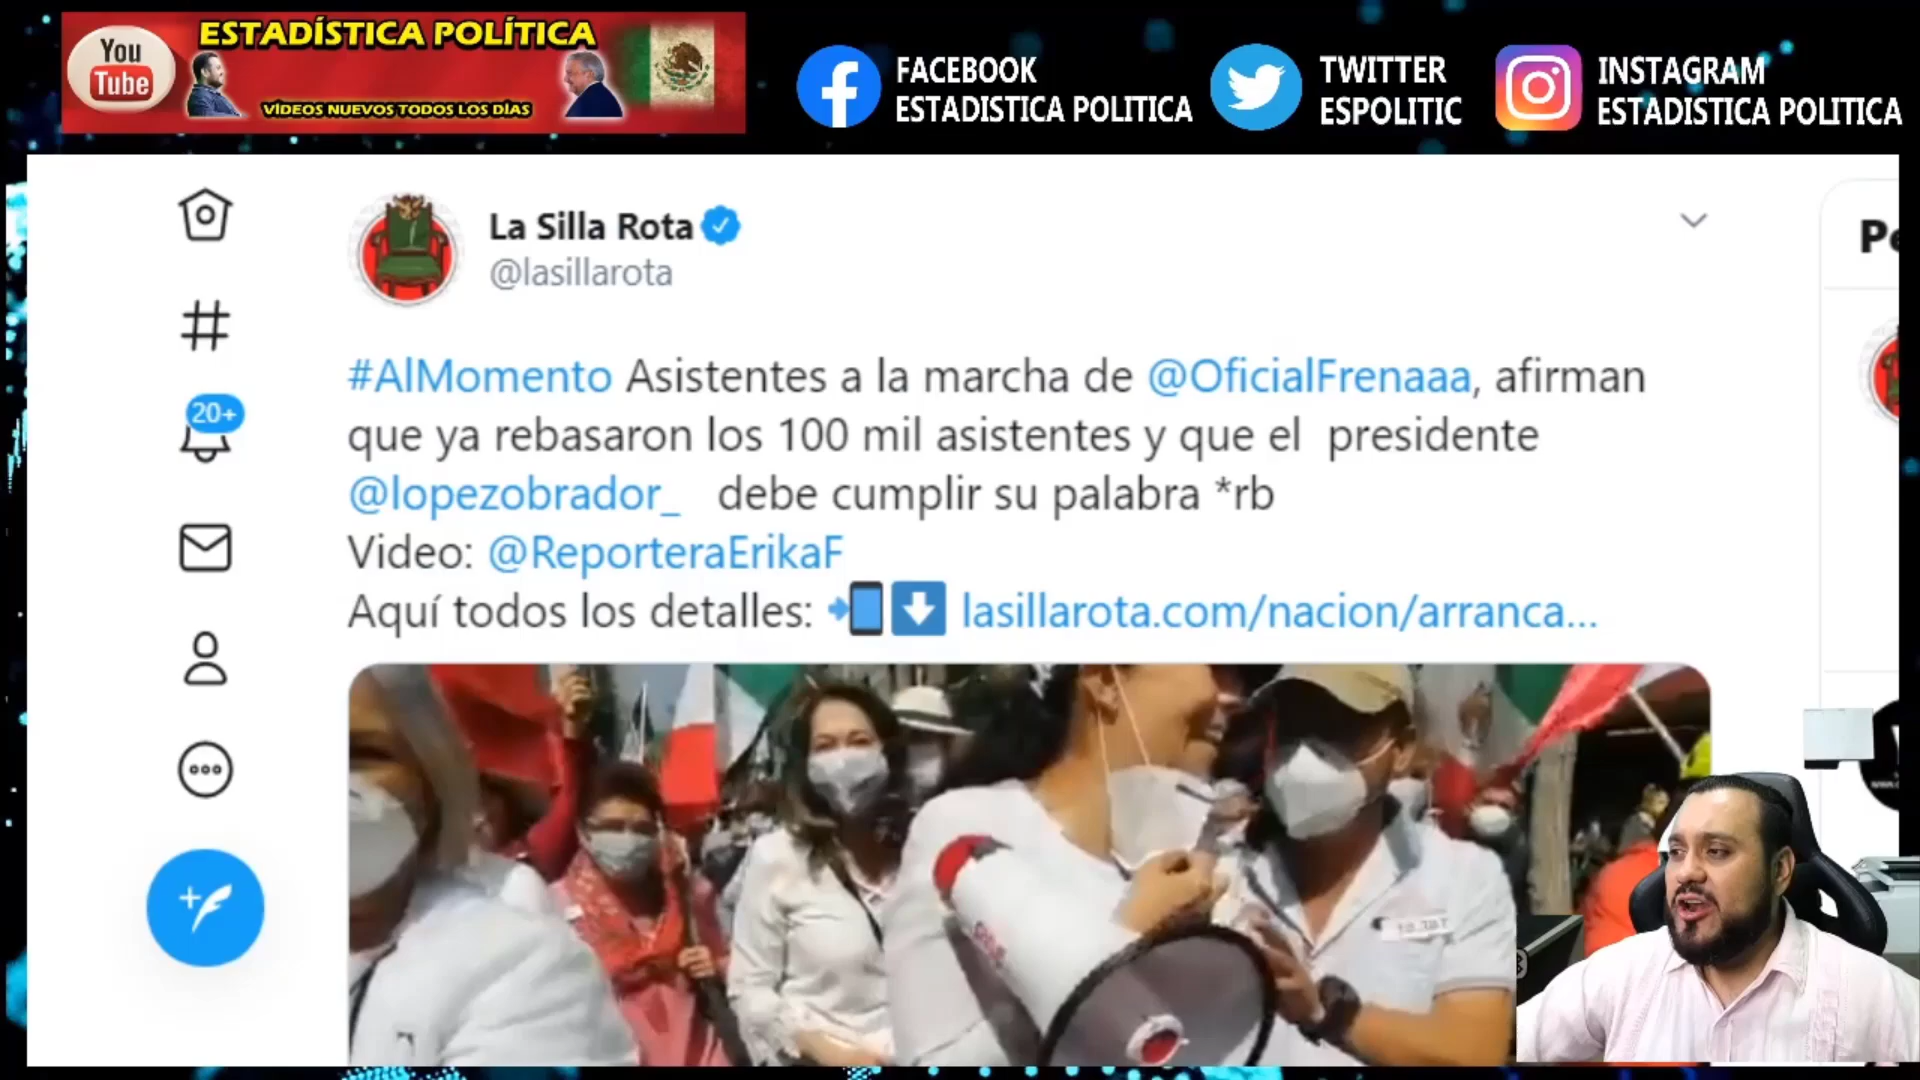 You
Tube
ESTADÍSTICA POLÍTICA
VÍDEOS NUEVOS TODOS LOS DÍAS
FACEBOOK
ESTADISTICA POLITICA
TWITTER
ESPOLITIC
INSTAGRAM
ESTADISTICA POLITICA
La Silla Rota
@lasillarota
20+
#AlMomento Asistentes a la marcha de @OficialFrenaaa, afirman
que ya rebasaron los 100 mil asistentes y que el presidente
@lopezobrador_ debe cumplir su palabra *rb
Video: @ReporteraErikaF
Aquí todos los detalles: lasillarota.com/nacion/arranca...